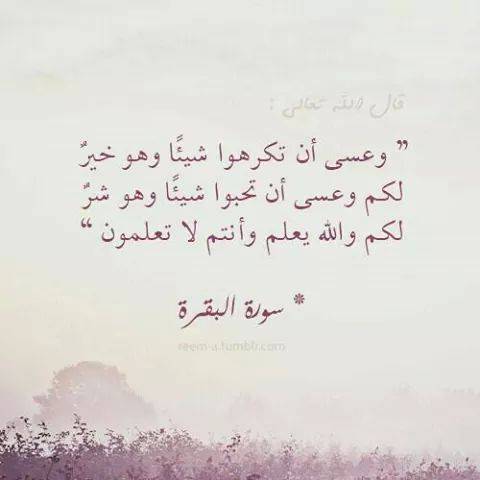 قال الله تعالى :
” وعسى أن تكرهوا شيئًا وهو خيرٌ
لكم وعسى أن تحبوا شيئًا وهو شرٌ
لكم والله يعلم وأنتم لا تعلمون “
* سورة البقرة
reem-a.tumblr.com